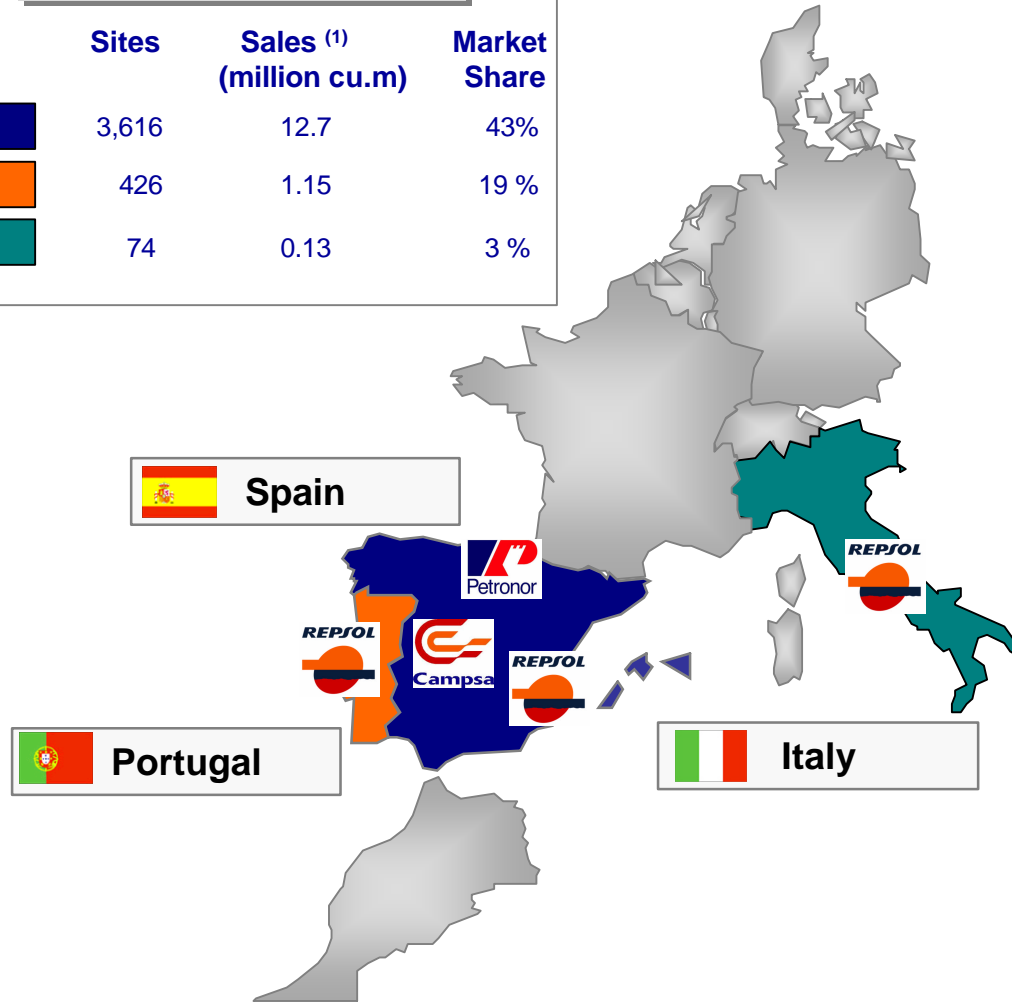 Sites Sales (1) Market
(million cu.m) Share
3,616 12.7 43%
426 1.15 19 %
74 0.13 3 %
Spain
Petronor
REPSOL
REPSOL
Campsa
REPSOL
Portugal
Italy